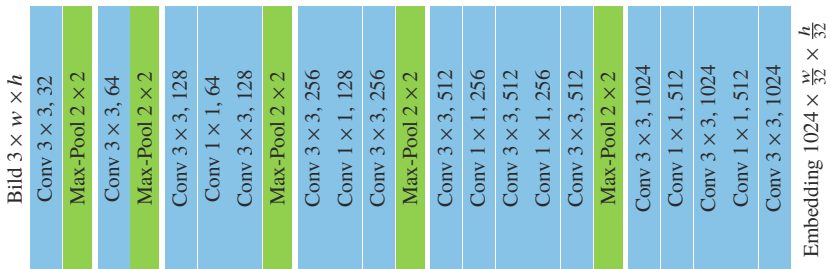 Bild 3 × w × h
Conv 3 × 3, 32
Max-Pool 2 × 2
Conv 3 × 3, 64
Max-Pool 2 × 2
Conv 3 × 3, 128
Conv 1 × 1, 64
Conv 3 × 3, 128
Max-Pool 2 × 2
Conv 3 × 3, 256
Conv 1 × 1, 128
Conv 3 × 3, 256
Max-Pool 2 × 2
Conv 3 × 3, 512
Conv 1 × 1, 256
Conv 3 × 3, 512
Conv 1 × 1, 256
Conv 3 × 3, 512
Max-Pool 2 × 2
Conv 3 × 3, 1024
Conv 1 × 1, 512
Conv 3 × 3, 1024
Conv 1 × 1, 512
Conv 3 × 3, 1024
Embedding 1024 × w/32 × h/32